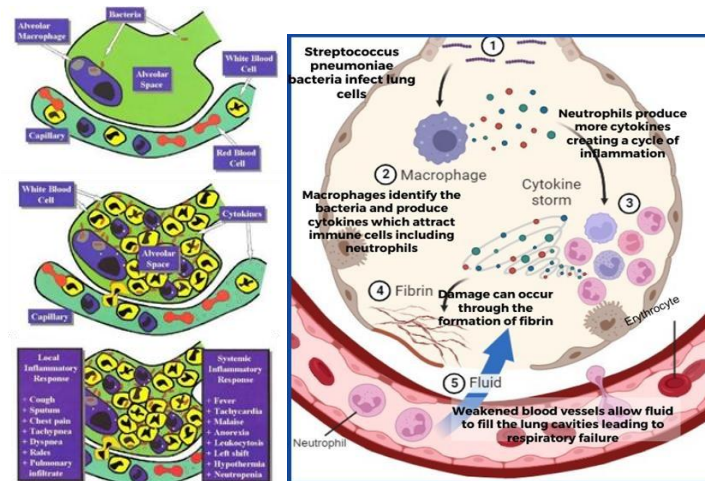 Alveolar
Macrophage
Bacteria
White Blood
Cell
Alveolar
Space
Capillary
Red Blood
Cell
White Blood
Cell
Cytokines
Alveolar
Space
Capillary
Local
Inflammatory
Response
+ Cough
+ Sputum
+ Chest pain
+ Tachypnea
+ Dyspnea
+ Rales
+ Pulmonary
infiltrate
Systemic
Inflammatory
Response
+ Fever
+ Tachycardia
+ Malaise
+ Anorexia
+ Leukocytosis
+ Left shift
+ Hypothermia
+ Neutropenia
1
Streptococcus
pneumoniae
bacteria infect lung
cells
Neutrophils produce
more cytokines
creating a cycle of
inflammation
2 Macrophage
Macrophages identify the
bacteria and produce
cytokines which attract
immune cells including
neutrophils
Cytokine
storm
3
4 Fibrin
Damage can occur
through the
formation of fibrin
Erythrocyte
5 Fluid
Weakened blood vessels allow fluid
to fill the lung cavities leading to
respiratory failure
Neutrophil